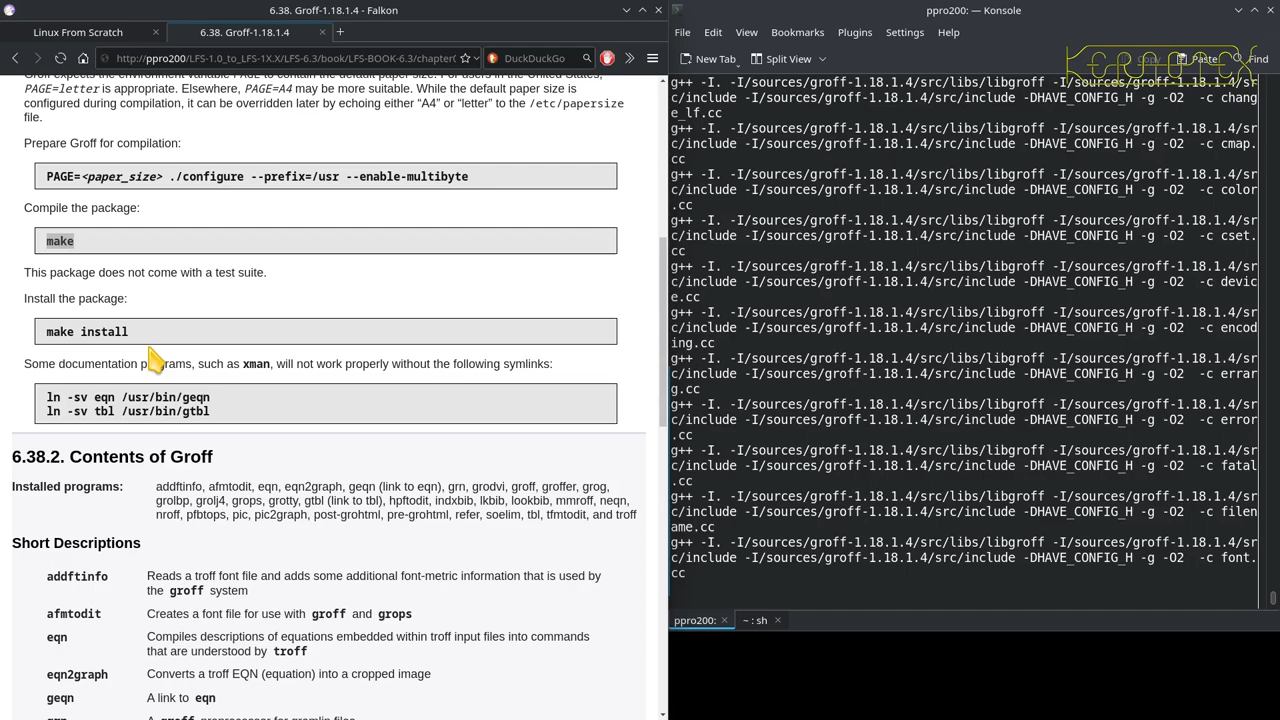 6.38. Groff-1.18.1.4 - Falkon
Linux From Scratch
6.38. Groff-1.18.1.4
http://ppro200/LFS-1.0_to_LFS-1X.X/LFS-6.3/book/LFS-BOOK-6.3/chapter0
DuckDuckGo
Groff expects the environment variable PAGE to contain the default paper size. For users in the United States,
PAGE=letter is appropriate. Elsewhere, PAGE=A4 may be more suitable. While the default paper size is
configured during compilation, it can be overridden later by echoing either “A4” or “letter” to the /etc/papersize
file.
Prepare Groff for compilation:
PAGE=<paper_size> ./configure --prefix=/usr --enable-multibyte
Compile the package:
make
This package does not come with a test suite.
Install the package:
make install
Some documentation programs, such as xman, will not work properly without the following symlinks:
ln -sv eqn /usr/bin/geqn
ln -sv tbl /usr/bin/gtbl
6.38.2. Contents of Groff
Installed programs: addftinfo, afmtodit, eqn, eqn2graph, geqn (link to eqn), grn, grodvi, groff, groffer, grog,
grolbp, grolj4, grops, grotty, gtbl (link to tbl), hpftodit, indxbib, lkbib, lookbib, mmroff, neqn,
nroff, pfbtops, pic, pic2graph, post-grohtml, pre-grohtml, refer, soelim, tbl, tfmtodit, and troff
Short Descriptions
addftinfo Reads a troff font file and adds some additional font-metric information that is used by
the groff system
afmtodit Creates a font file for use with groff and grops
eqn Compiles descriptions of equations embedded within troff input files into commands
that are understood by troff
eqn2graph Converts a troff EQN (equation) into a cropped image
geqn A link to eqn
grn A groff preprocessor for gremlin files
ppro200: — Konsole
File Edit View Bookmarks Plugins Settings Help
New Tab Split View Copy Paste Find
g++ -I. -I/sources/groff-1.18.1.4/src/libs/libgroff -I/sources/groff-1.18.1.4/sr
c/include -I/sources/groff-1.18.1.4/src/include -DHAVE_CONFIG_H -g -O2  -c chang
e_lf.cc
g++ -I. -I/sources/groff-1.18.1.4/src/libs/libgroff -I/sources/groff-1.18.1.4/sr
c/include -I/sources/groff-1.18.1.4/src/include -DHAVE_CONFIG_H -g -O2  -c cmap.
cc
g++ -I. -I/sources/groff-1.18.1.4/src/libs/libgroff -I/sources/groff-1.18.1.4/sr
c/include -I/sources/groff-1.18.1.4/src/include -DHAVE_CONFIG_H -g -O2  -c color
.cc
g++ -I. -I/sources/groff-1.18.1.4/src/libs/libgroff -I/sources/groff-1.18.1.4/sr
c/include -I/sources/groff-1.18.1.4/src/include -DHAVE_CONFIG_H -g -O2  -c cset.
cc
g++ -I. -I/sources/groff-1.18.1.4/src/libs/libgroff -I/sources/groff-1.18.1.4/sr
c/include -I/sources/groff-1.18.1.4/src/include -DHAVE_CONFIG_H -g -O2  -c devic
e.cc
g++ -I. -I/sources/groff-1.18.1.4/src/libs/libgroff -I/sources/groff-1.18.1.4/sr
c/include -I/sources/groff-1.18.1.4/src/include -DHAVE_CONFIG_H -g -O2  -c encod
ing.cc
g++ -I. -I/sources/groff-1.18.1.4/src/libs/libgroff -I/sources/groff-1.18.1.4/sr
c/include -I/sources/groff-1.18.1.4/src/include -DHAVE_CONFIG_H -g -O2  -c errar
g.cc
g++ -I. -I/sources/groff-1.18.1.4/src/libs/libgroff -I/sources/groff-1.18.1.4/sr
c/include -I/sources/groff-1.18.1.4/src/include -DHAVE_CONFIG_H -g -O2  -c error
.cc
g++ -I. -I/sources/groff-1.18.1.4/src/libs/libgroff -I/sources/groff-1.18.1.4/sr
c/include -I/sources/groff-1.18.1.4/src/include -DHAVE_CONFIG_H -g -O2  -c fatal
.cc
g++ -I. -I/sources/groff-1.18.1.4/src/libs/libgroff -I/sources/groff-1.18.1.4/sr
c/include -I/sources/groff-1.18.1.4/src/include -DHAVE_CONFIG_H -g -O2  -c filen
ame.cc
g++ -I. -I/sources/groff-1.18.1.4/src/libs/libgroff -I/sources/groff-1.18.1.4/sr
c/include -I/sources/groff-1.18.1.4/src/include -DHAVE_CONFIG_H -g -O2  -c font.
cc
ppro200:
~ : sh